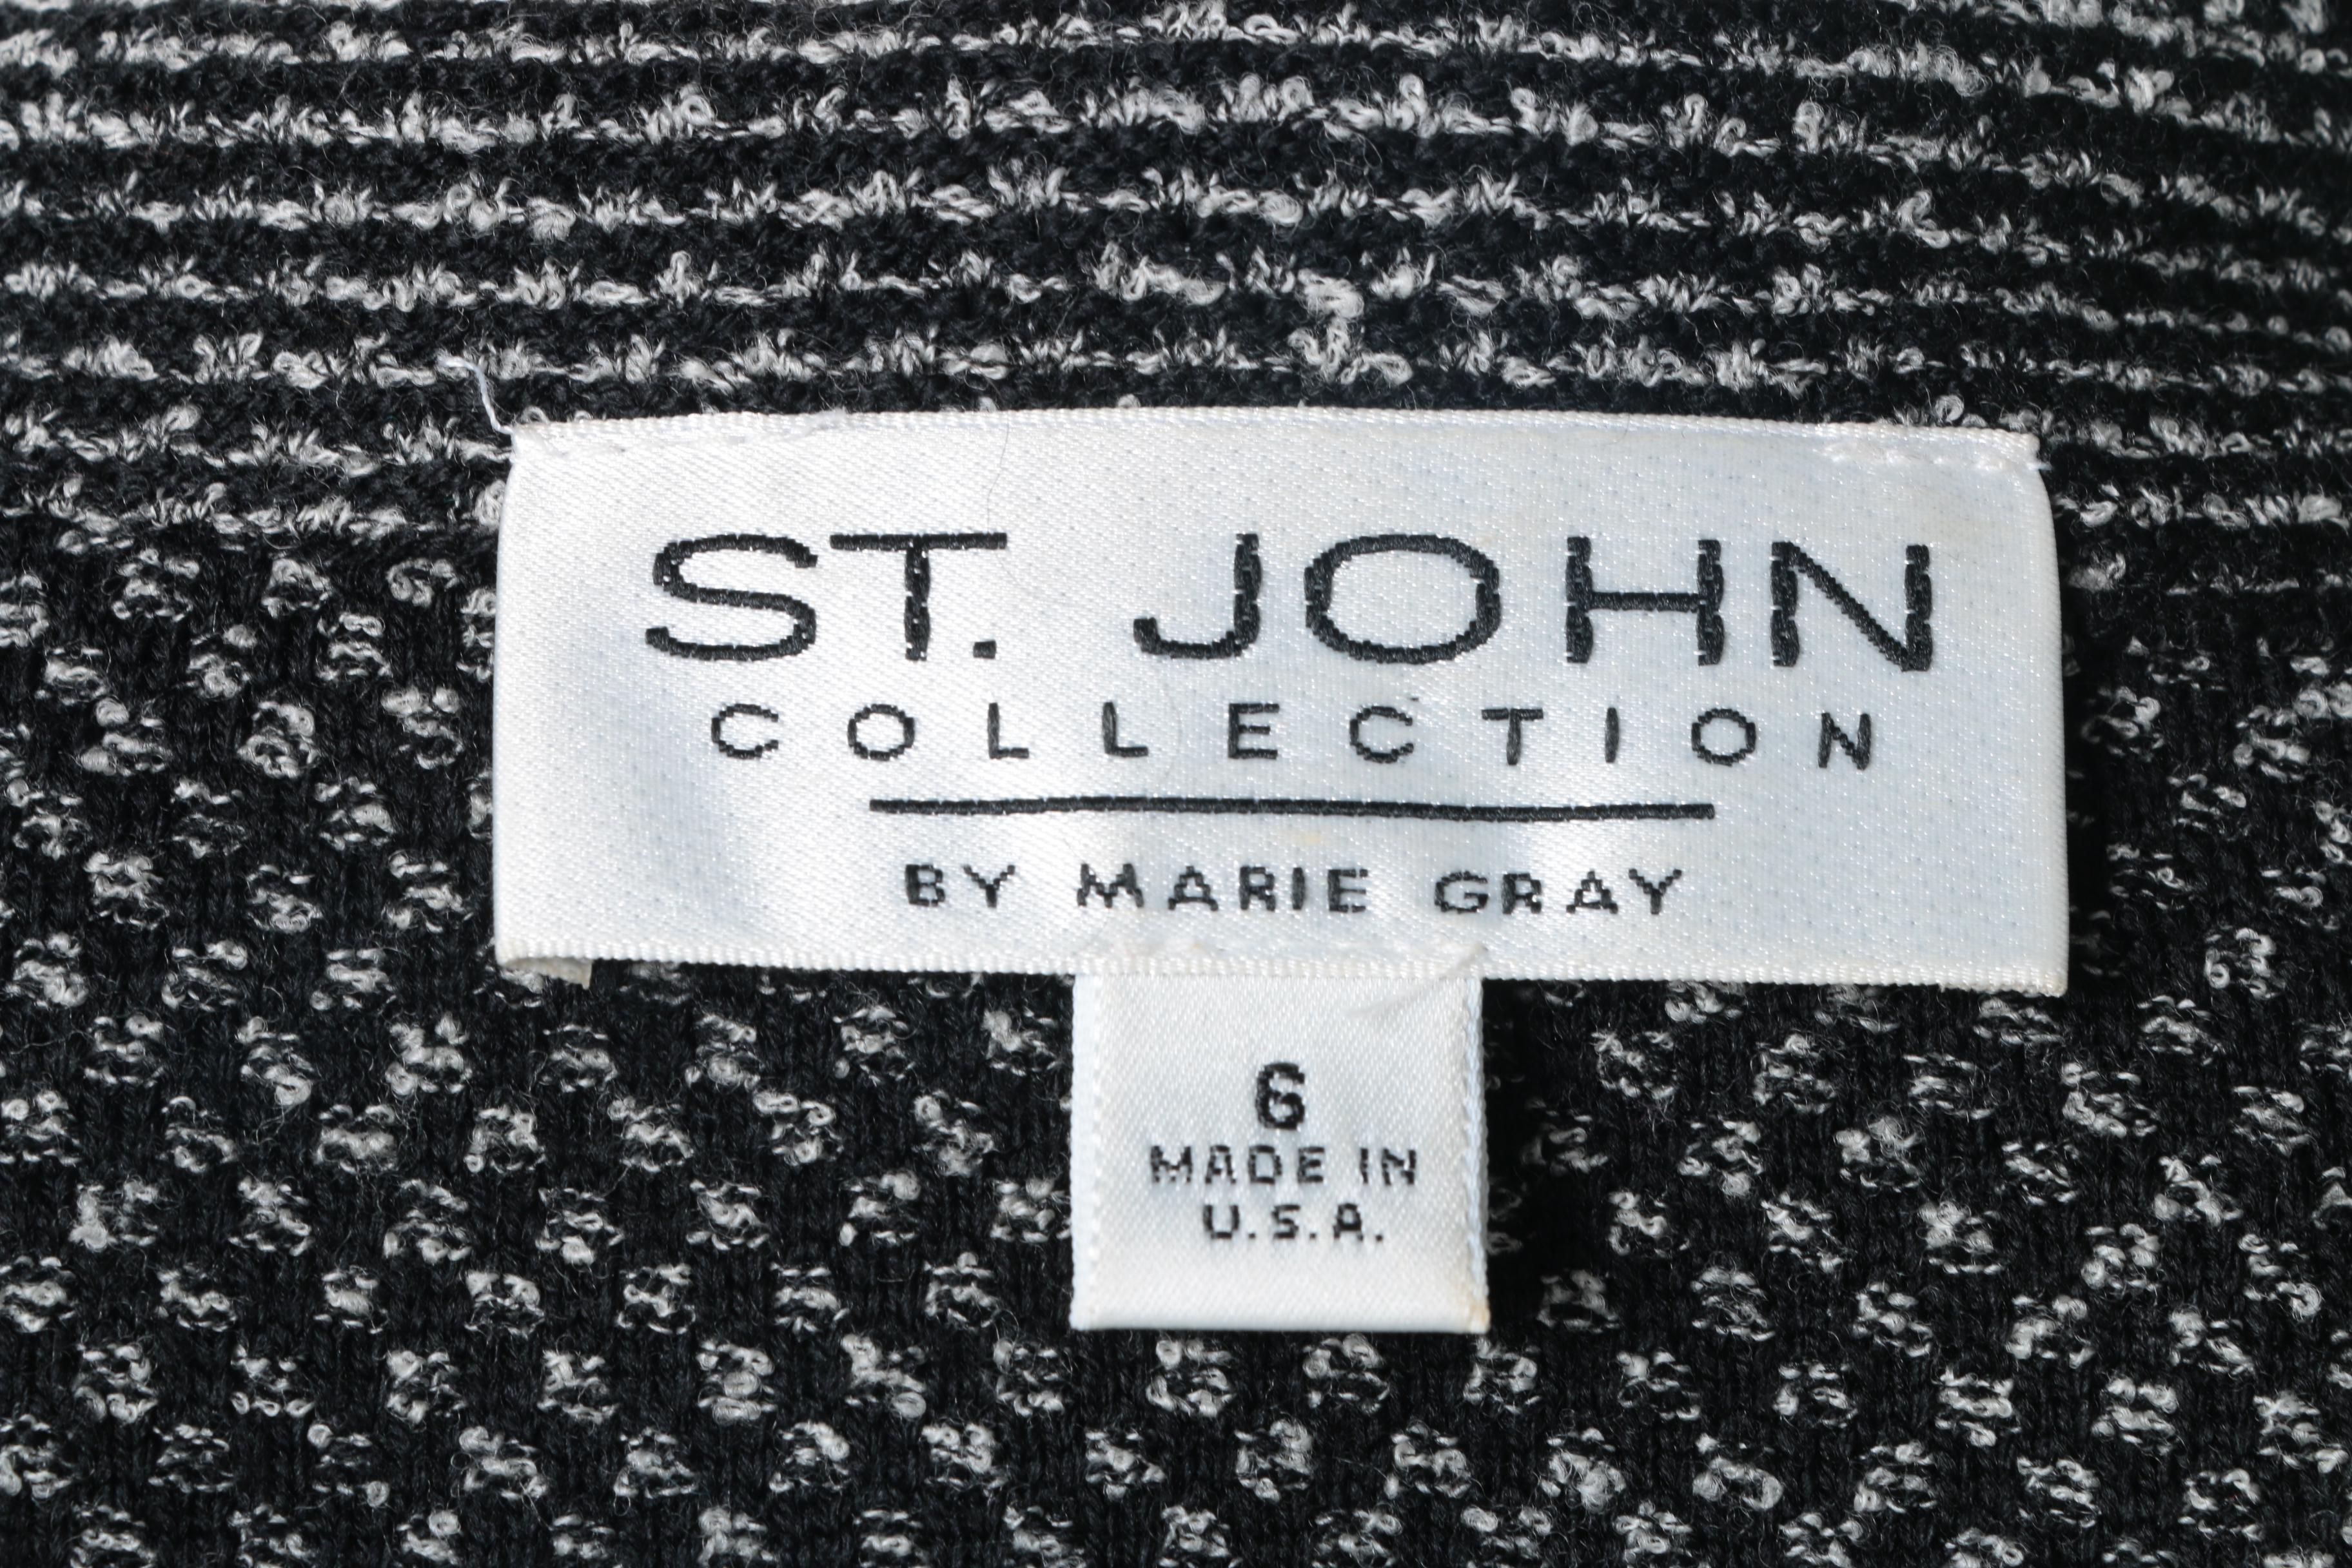 ST. JOHN
COLLECTION
BY MARIE GRAY
6
MADE IN
U.S.A.